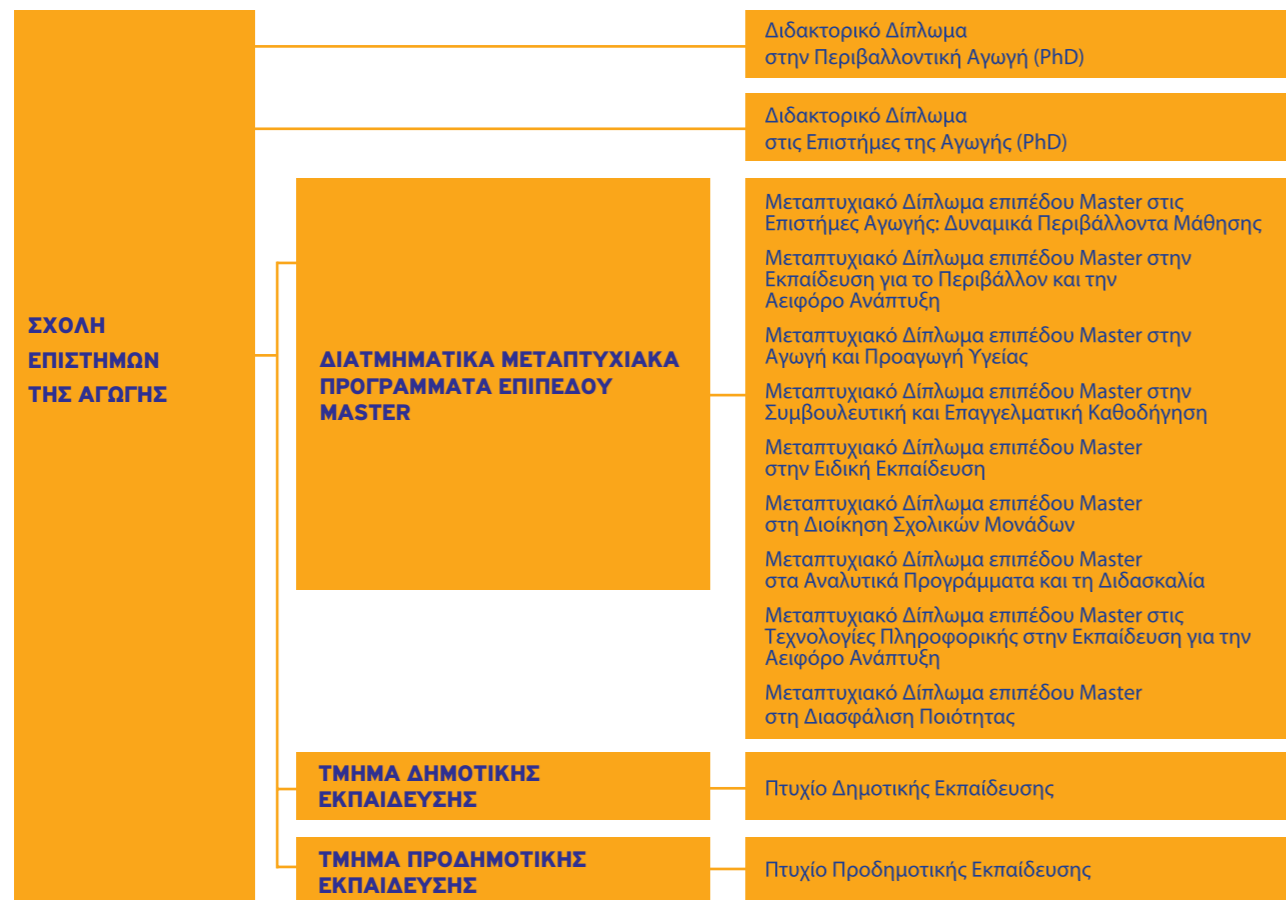 ΣΧΟΛΗ
ΕΠΙΣΤΗΜΩΝ
ΤΗΣ ΑΓΩΓΗΣ
Διδακτορικό Δίπλωμα
στην Περιβαλλοντική Αγωγή (PhD)
Διδακτορικό Δίπλωμα
στις Επιστήμες της Αγωγής (PhD)
ΔΙΑΤΜΗΜΑΤΙΚΑ ΜΕΤΑΠΤΥΧΙΑΚΑ
ΠΡΟΓΡΑΜΜΑΤΑ ΕΠΙΠΕΔΟΥ
MASTER
Μεταπτυχιακό Δίπλωμα επιπέδου Master στις
Επιστήμες Αγωγής: Δυναμικά Περιβάλλοντα Μάθησης
Μεταπτυχιακό Δίπλωμα επιπέδου Master στην
Εκπαίδευση για το Περιβάλλον και την
Αειφόρο Ανάπτυξη
Μεταπτυχιακό Δίπλωμα επιπέδου Master στην
Αγωγή και Προαγωγή Υγείας
Μεταπτυχιακό Δίπλωμα επιπέδου Master στην
Συμβουλευτική και Επαγγελματική Καθοδήγηση
Μεταπτυχιακό Δίπλωμα επιπέδου Master
στην Ειδική Εκπαίδευση
Μεταπτυχιακό Δίπλωμα επιπέδου Master
στη Διοίκηση Σχολικών Μονάδων
Μεταπτυχιακό Δίπλωμα επιπέδου Master
στα Αναλυτικά Προγράμματα και τη Διδασκαλία
Μεταπτυχιακό Δίπλωμα επιπέδου Master στις
Τεχνολογίες Πληροφορικής στην Εκπαίδευση για την
Αειφόρο Ανάπτυξη
Μεταπτυχιακό Δίπλωμα επιπέδου Master
στη Διασφάλιση Ποιότητας
ΤΜΗΜΑ ΔΗΜΟΤΙΚΗΣ
ΕΚΠΑΙΔΕΥΣΗΣ
Πτυχίο Δημοτικής Εκπαίδευσης
ΤΜΗΜΑ ΠΡΟΔΗΜΟΤΙΚΗΣ
ΕΚΠΑΙΔΕΥΣΗΣ
Πτυχίο Προδημοτικής Εκπαίδευσης